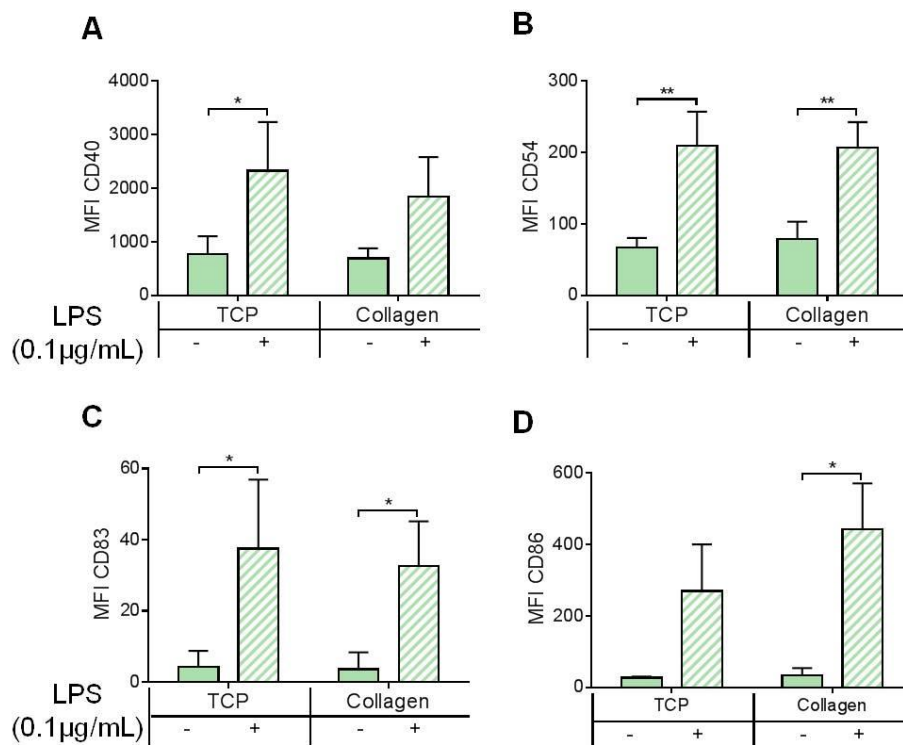 A
MFI CD40
4000
3000
2000
1000
0
*
LPS
(0.1µg/mL)
TCP Collagen
- + - +
B
MFI CD54
300
200
100
0
** **
TCP Collagen
- + - +
C
MFI CD83
60
40
20
0
* *
LPS
(0.1µg/mL)
TCP Collagen
- + - +
D
MFI CD86
600
400
200
0
*
TCP Collagen
- + - +